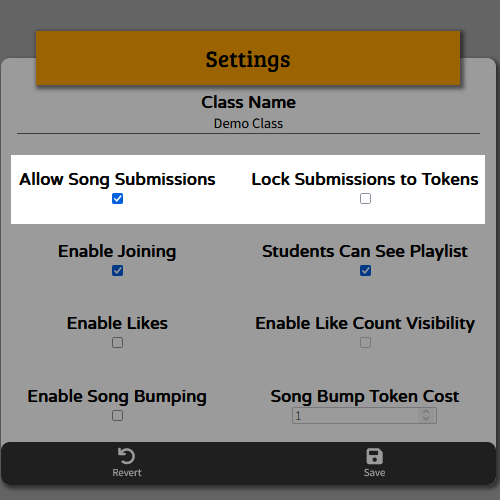 Settings
Class Name
Demo Class
Allow Song Submissions
Lock Submissions to Tokens
Enable Joining
Students Can See Playlist
Enable Likes
Enable Like Count Visibility
Enable Song Bumping
Song Bump Token Cost
1
Revert
Save